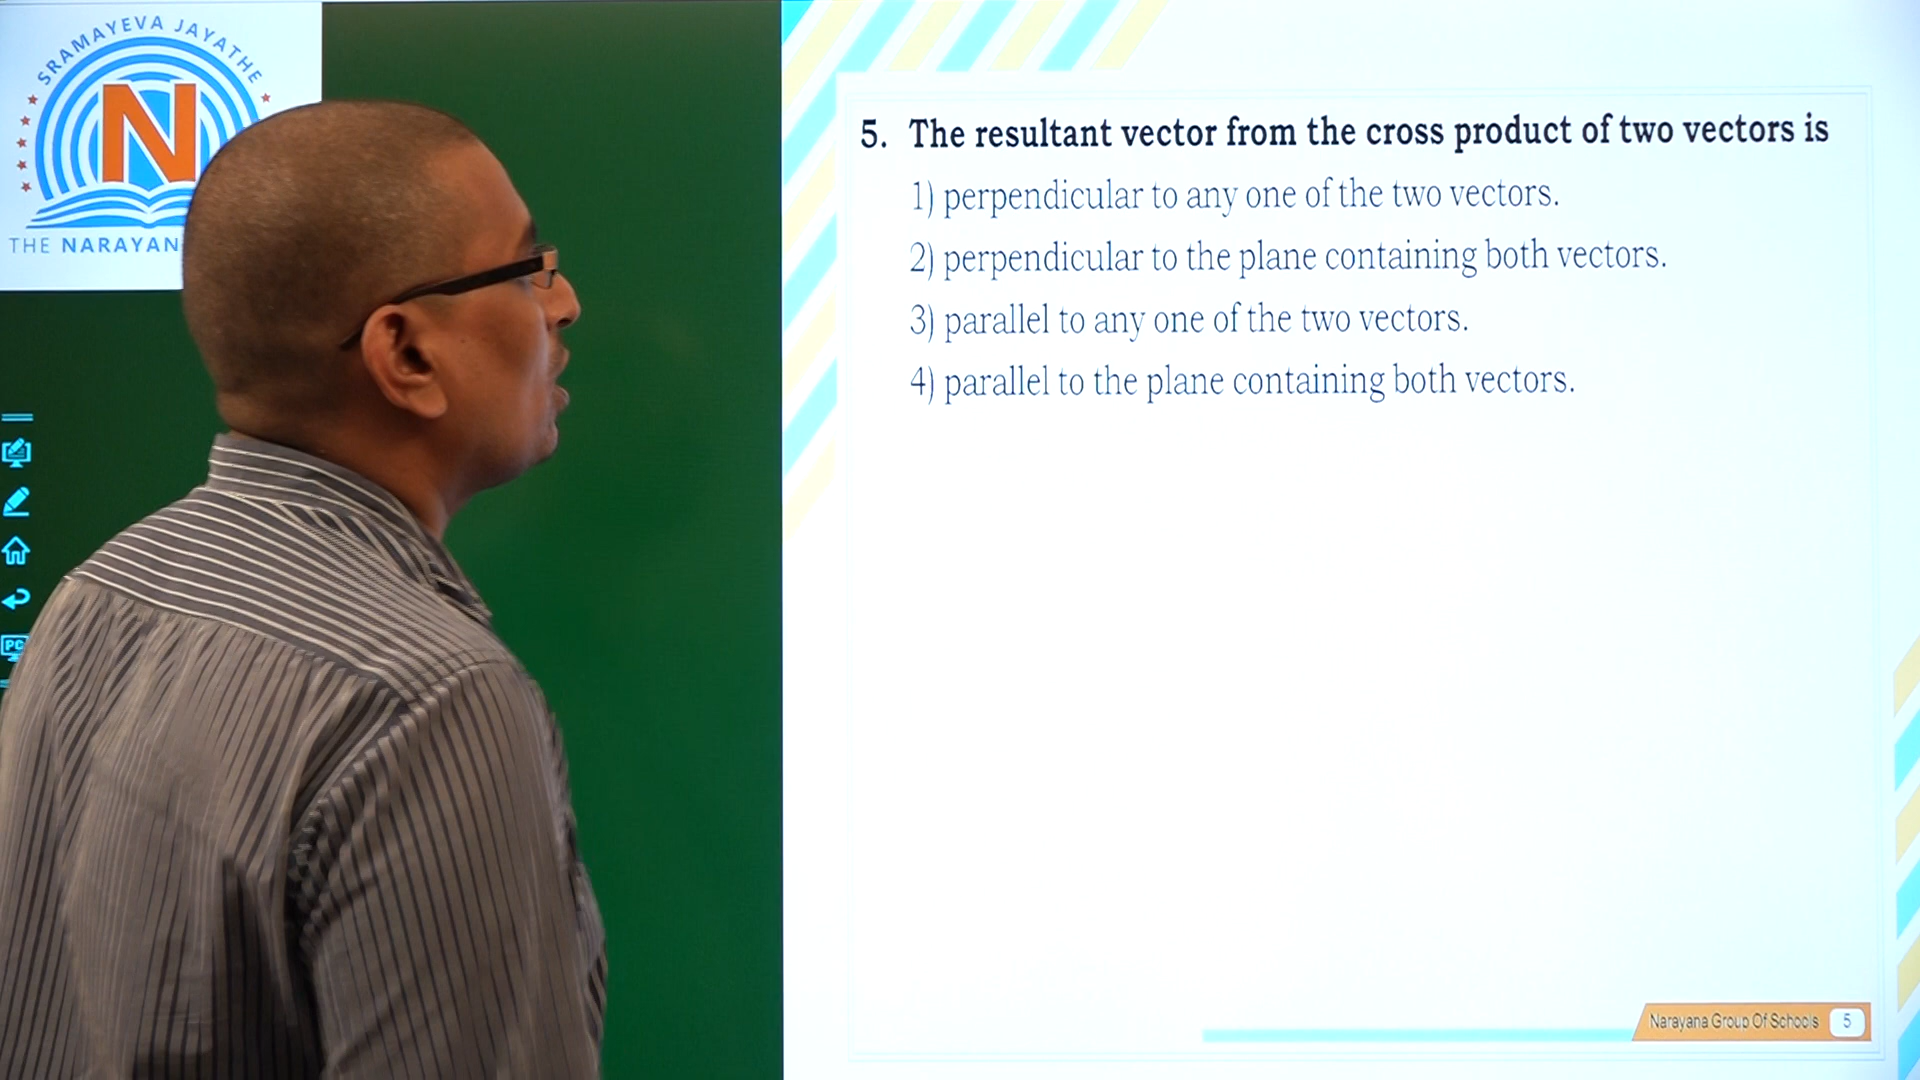 SRAMAYEVA JAYATHE
N
THE NARAYAN
5. The resultant vector from the cross product of two vectors is
1) perpendicular to any one of the two vectors.
2) perpendicular to the plane containing both vectors.
3) parallel to any one of the two vectors.
4) parallel to the plane containing both vectors.
PC
Narayana Group Of Schools 5